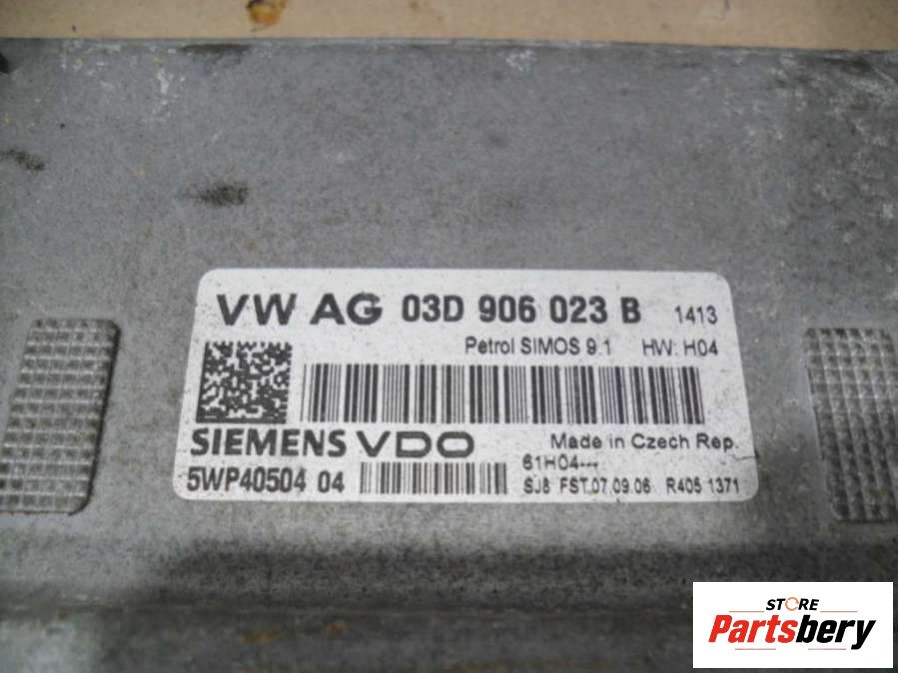 VW AG 03D 906 023 B 1413
Petrol SIMOS 9.1 HW: H04
SIEMENS VDO Made in Czech Rep.
61H04---
5WP40504 04 SJ8 FST.07.09.06 R405 1371
STORE
Partsbery